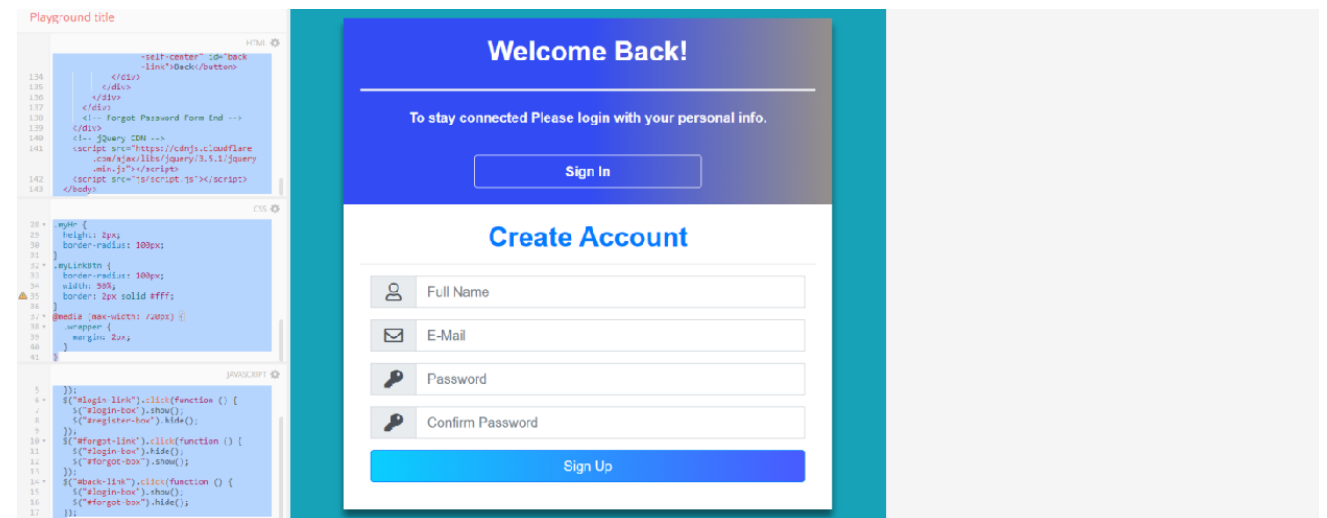 Playground title
HTML
-self-center" id="back
-link">Back</button>
134 </div>
135 </div>
136 </div>
137 </div>
138 <!-- Forgot Password Form End -->
139 </div>
140 <!-- jQuery CDN -->
141 <script src="https://cdnjs.cloudflare
.com/ajax/libs/jquery/3.5.1/jquery
.min.js"></script>
142 <script src="js/script.js"></script>
143 </body>
CSS
28 .myHr {
29 height: 2px;
30 border-radius: 100px;
31 }
32 .myLinkBtn {
33 border-radius: 100px;
34 width: 50%;
35 border: 2px solid #fff;
36 }
37 @media (max-width: 720px) {
38 .wrapper {
39 margin: 2px;
40 }
41 }
JAVASCRIPT
5 });
6 $("#login-link").click(function () {
7 $("#login-box").show();
8 $("#register-box").hide();
9 });
10 $("#forgot-link").click(function () {
11 $("#login-box").hide();
12 $("#forgot-box").show();
13 });
14 $("#back-link").click(function () {
15 $("#login-box").show();
16 $("#forgot-box").hide();
17 });
Welcome Back!
To stay connected Please login with your personal info.
Sign In
Create Account
Full Name
E-Mail
Password
Confirm Password
Sign Up